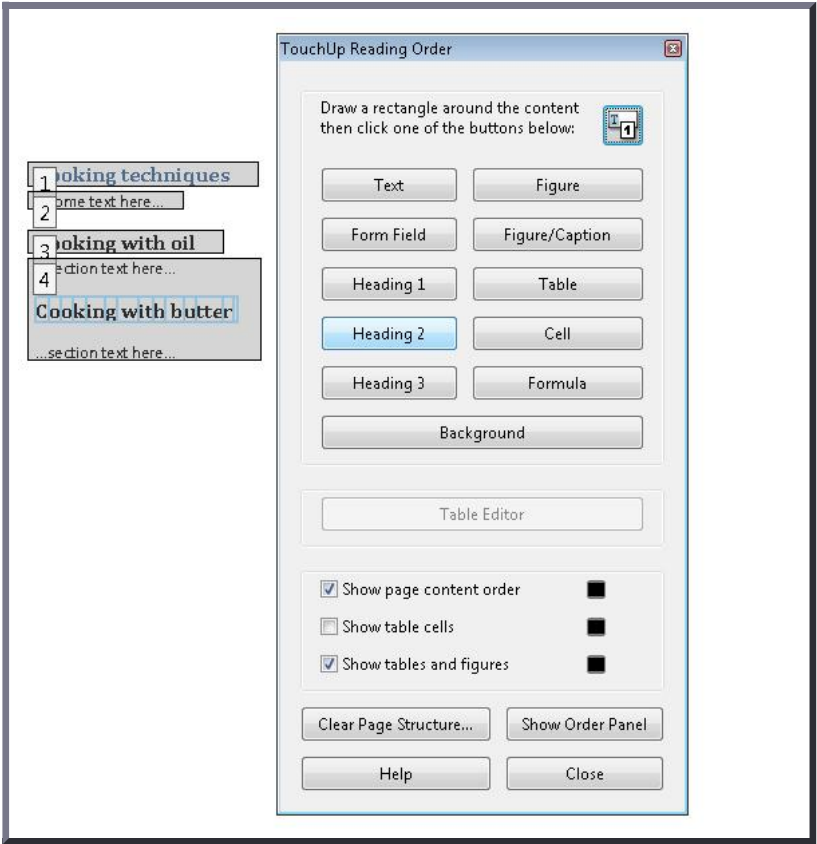 TouchUp Reading Order
Draw a rectangle around the content
then click one of the buttons below:
1
Text Figure
Form Field Figure/Caption
Heading 1 Table
Heading 2 Cell
Heading 3 Formula
Background
Table Editor
Show page content order
Show table cells
Show tables and figures
Clear Page Structure... Show Order Panel
Help Close
1 ooking techniques
2 ome text here...
3 ooking with oil
4 ection text here...
Cooking with butter
...section text here...